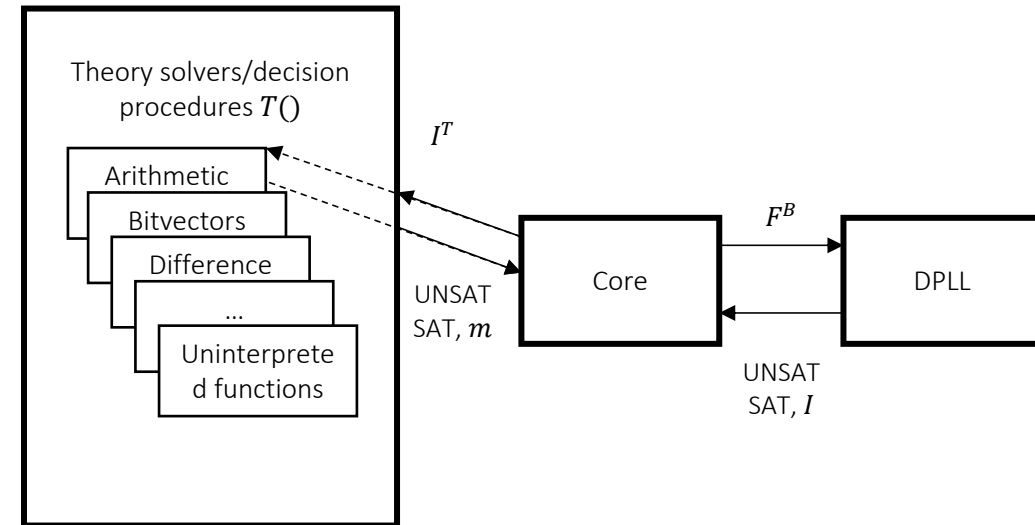 Theory solvers/decision
procedures T()
Arithmetic
Bitvectors
Difference
...
Uninterprete
d functions
I^T
UNSAT
SAT, m
Core
F^B
UNSAT
SAT, I
DPLL